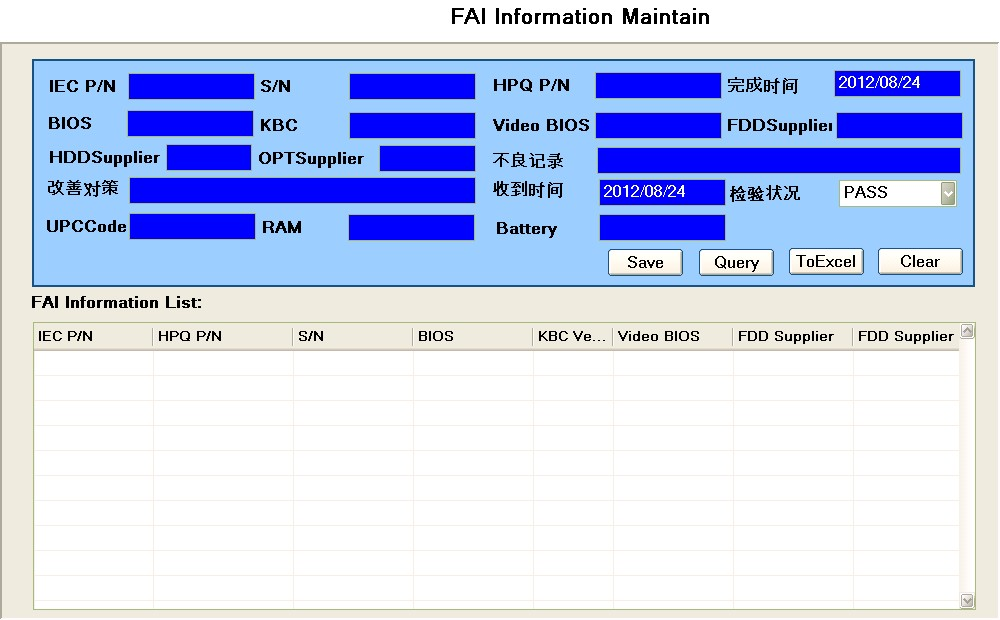 FAI Information Maintain
IEC P/N S/N HPQ P/N 完成时间 2012/08/24
BIOS KBC Video BIOS FDDSupplier
HDDSupplier OPTSupplier 不良记录
改善对策 收到时间 2012/08/24 检验状况 PASS
UPCCode RAM Battery
Save Query ToExcel Clear
FAI Information List:
IEC P/N HPQ P/N S/N BIOS KBC Ve... Video BIOS FDD Supplier FDD Supplier